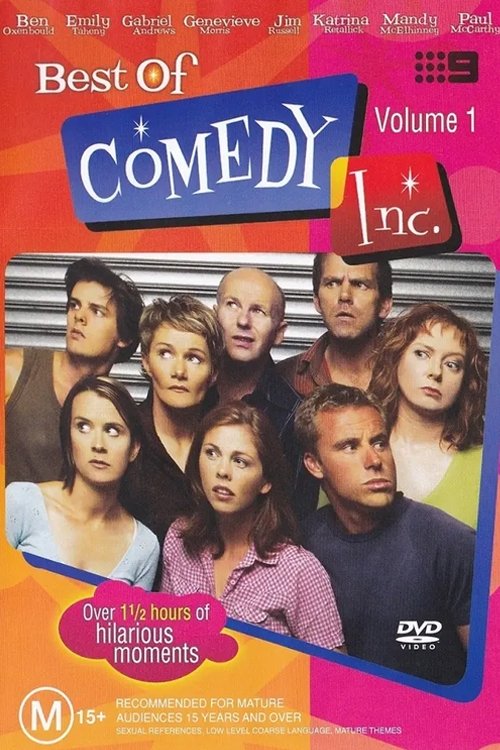 Ben Emily Gabriel Genevieve Jim Katrina Mandy Paul
Oxenbould Taheny Andrews Morris Russell Retallick McElhinney McCarthy
Best Of
9
COMEDY
Volume 1
Inc.
Over 1½ hours of
hilarious
moments
DVD
VIDEO
M 15+
RECOMMENDED FOR MATURE
AUDIENCES 15 YEARS AND OVER
SEXUAL REFERENCES, LOW LEVEL COARSE LANGUAGE, MATURE THEMES